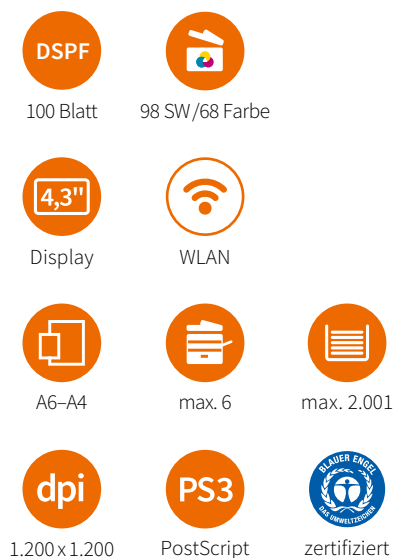 DSPF
100 Blatt 98 SW/68 Farbe
4,3"
Display WLAN
A6–A4 max. 6 max. 2.001
dpi PS3 BLAUER ENGEL DAS UMWELTZEICHEN
1.200 x 1.200 PostScript zertifiziert